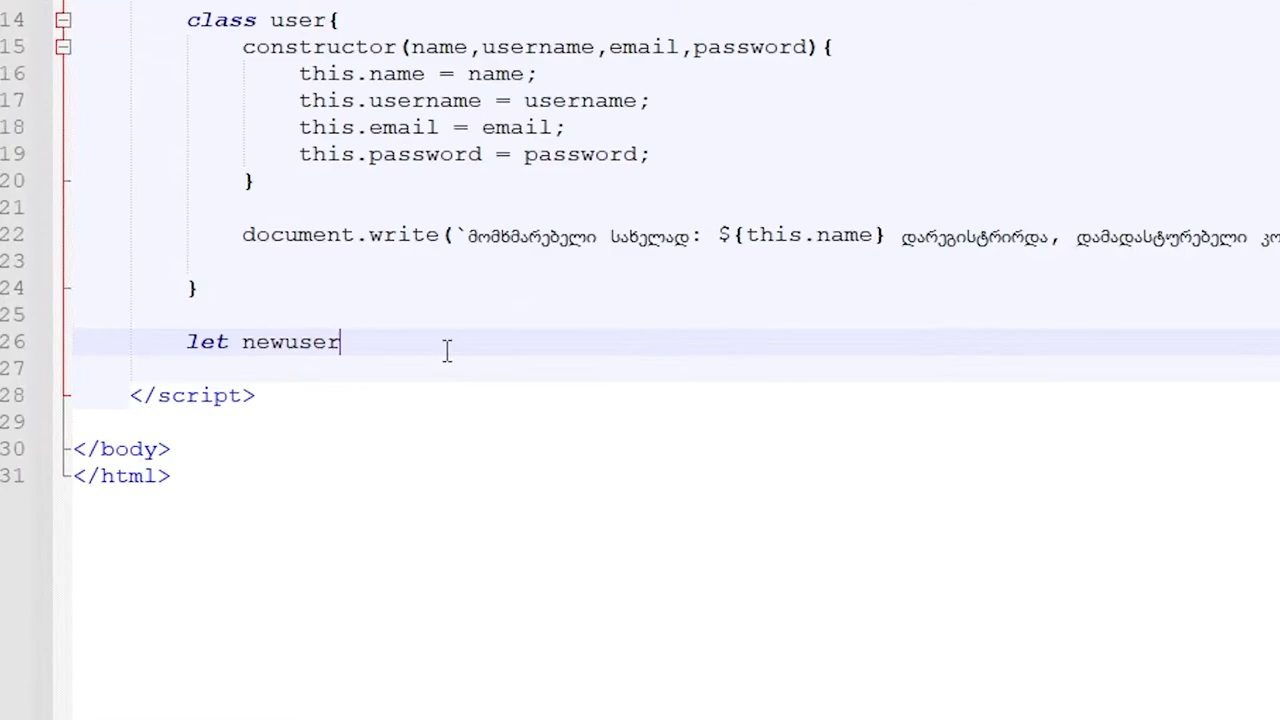 14 class user{
15 constructor(name,username,email,password){
16 this.name = name;
17 this.username = username;
18 this.email = email;
19 this.password = password;
20 }
21
22 document.write(`მომხმარებელი სახელად: ${this.name} დარეგისტრირდა, დამადასტურებელი
23
24 }
25
26 let newuser
27
28 </script>
29
30 </body>
31 </html>